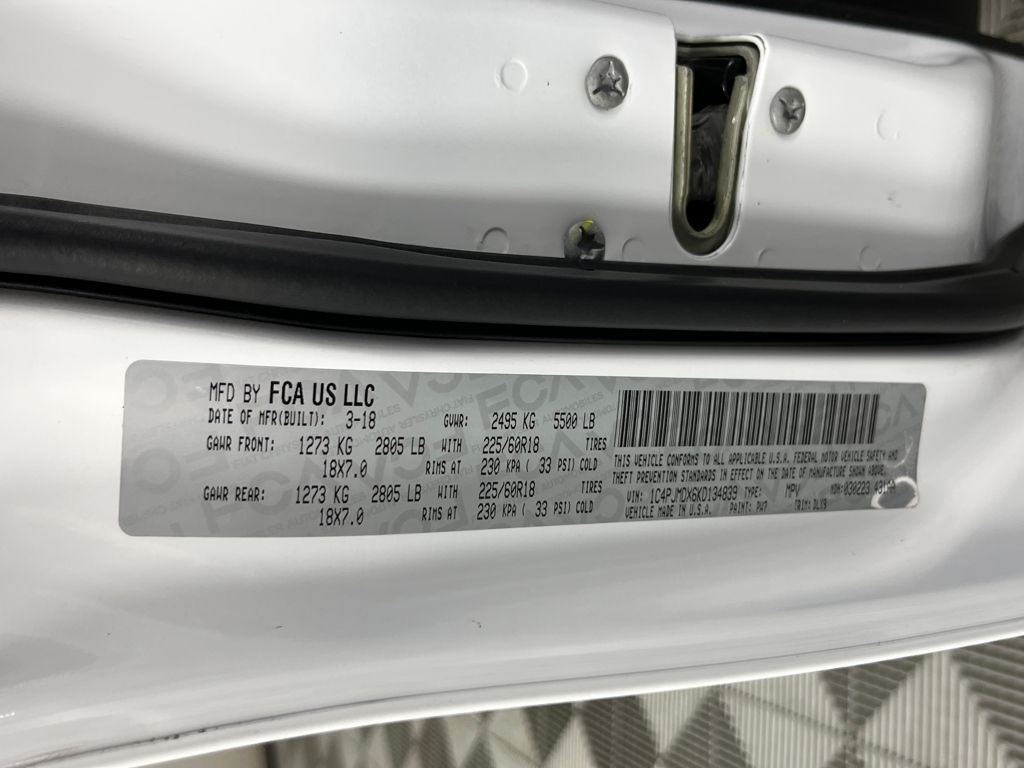 MFD BY FCA US LLC
DATE OF MFR(BUILT): 3-18 GVWR: 2495 KG 5500 LB
GAWR FRONT: 1273 KG 2805 LB WITH 225/60R18 TIRES
18X7.0 RIMS AT 230 KPA ( 33 PSI) COLD
GAWR REAR: 1273 KG 2805 LB WITH 225/60R18 TIRES
18X7.0 RIMS AT 230 KPA ( 33 PSI) COLD
THIS VEHICLE CONFORMS TO ALL APPLICABLE U.S.A. FEDERAL MOTOR VEHICLE SAFETY AND
THEFT PREVENTION STANDARDS IN EFFECT ON THE DATE OF MANUFACTURE SHOWN ABOVE.
VIN: 1C4PJMDX6KD134839 TYPE: MPV MDH: 030223
VEHICLE MADE IN U.S.A. PAINT: PW7 TRIM: DLX9